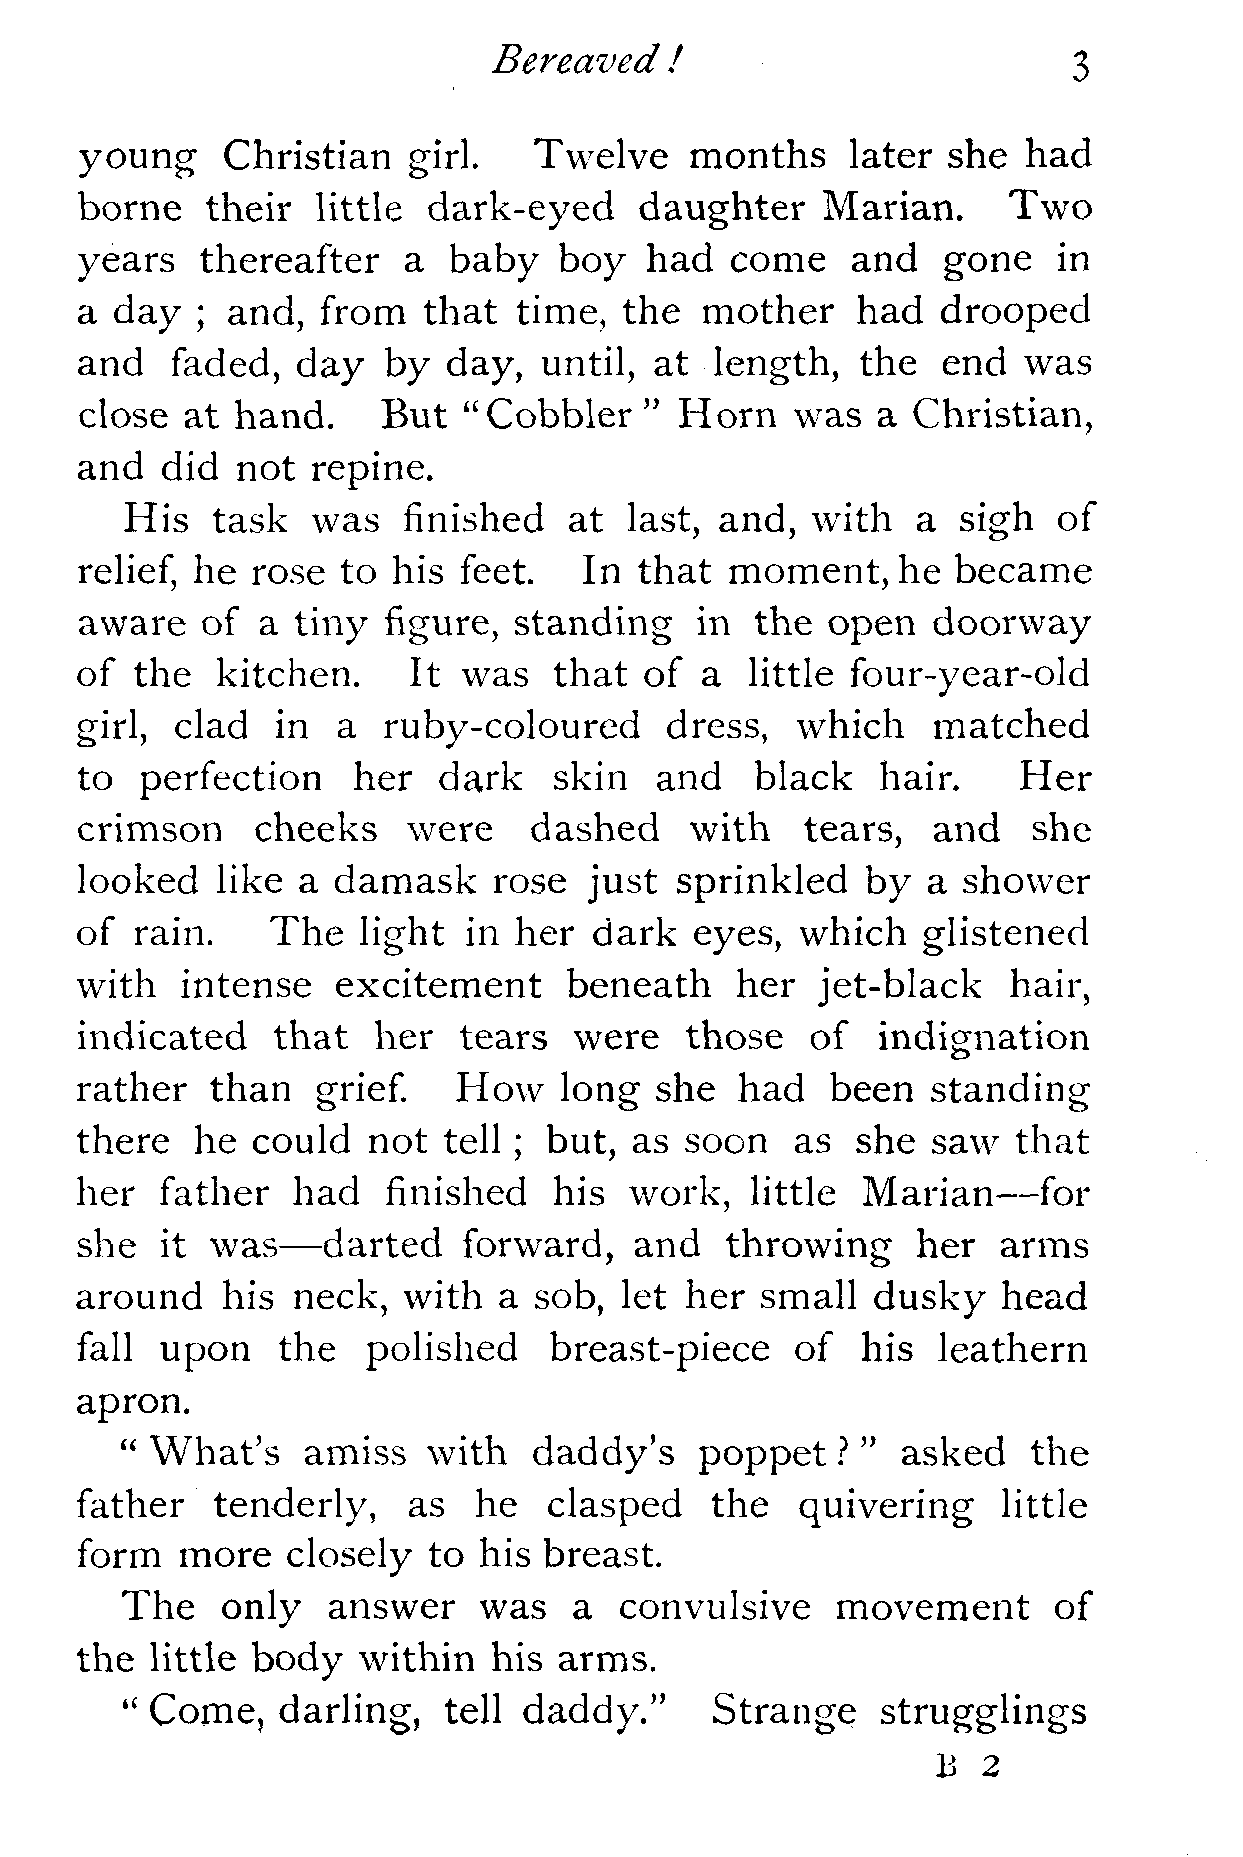 Bereaved ! 3
young Christian girl. Twelve months later she had
borne their little dark-eyed daughter Marian. Two
years thereafter a baby boy had come and gone in
a day ; and, from that time, the mother had drooped
and faded, day by day, until, at length, the end was
close at hand. But " Cobbler " Horn was a Christian,
and did not repine.
His task was finished at last, and, with a sigh of
relief, he rose to his feet. In that moment, he became
aware of a tiny figure, standing in the open doorway
of the kitchen. It was that of a little four-year-old
girl, clad in a ruby-coloured dress, which matched
to perfection her dark skin and black hair. Her
crimson cheeks were dashed with tears, and she
looked like a damask rose just sprinkled by a shower
of rain. The light in her dark eyes, which glistened
with intense excitement beneath her jet-black hair,
indicated that her tears were those of indignation
rather than grief. How long she had been standing
there he could not tell ; but, as soon as she saw that
her father had finished his work, little Marian—for
she it was—darted forward, and throwing her arms
around his neck, with a sob, let her small dusky head
fall upon the polished breast-piece of his leathern
apron.
" What's amiss with daddy's poppet ? " asked the
father tenderly, as he clasped the quivering little
form more closely to his breast.
The only answer was a convulsive movement of
the little body within his arms.
" Come, darling, tell daddy." Strange strugglings
B 2